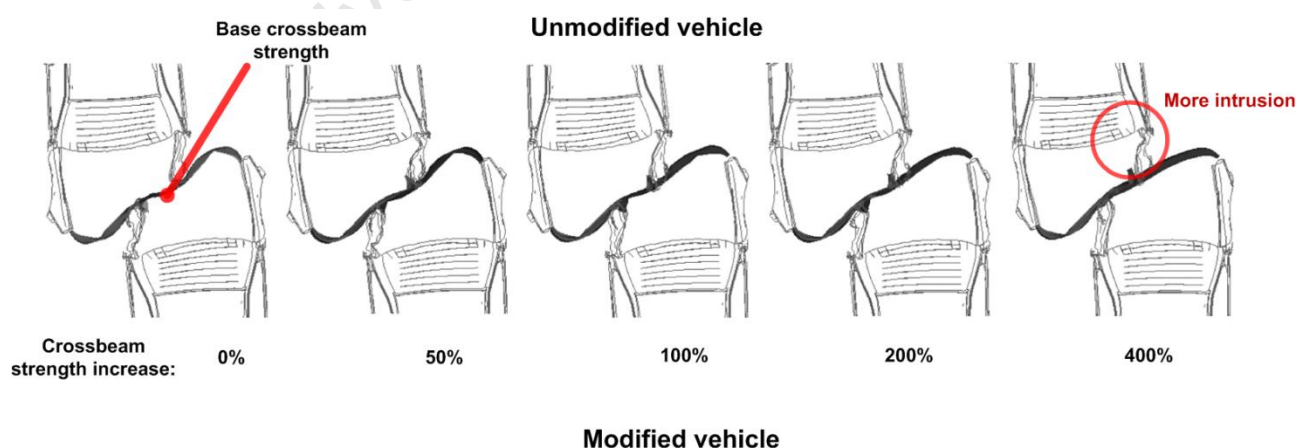 Unmodified vehicle
Base crossbeam
strength
More intrusion
Crossbeam
strength increase:
0%
50%
100%
200%
400%
Modified vehicle